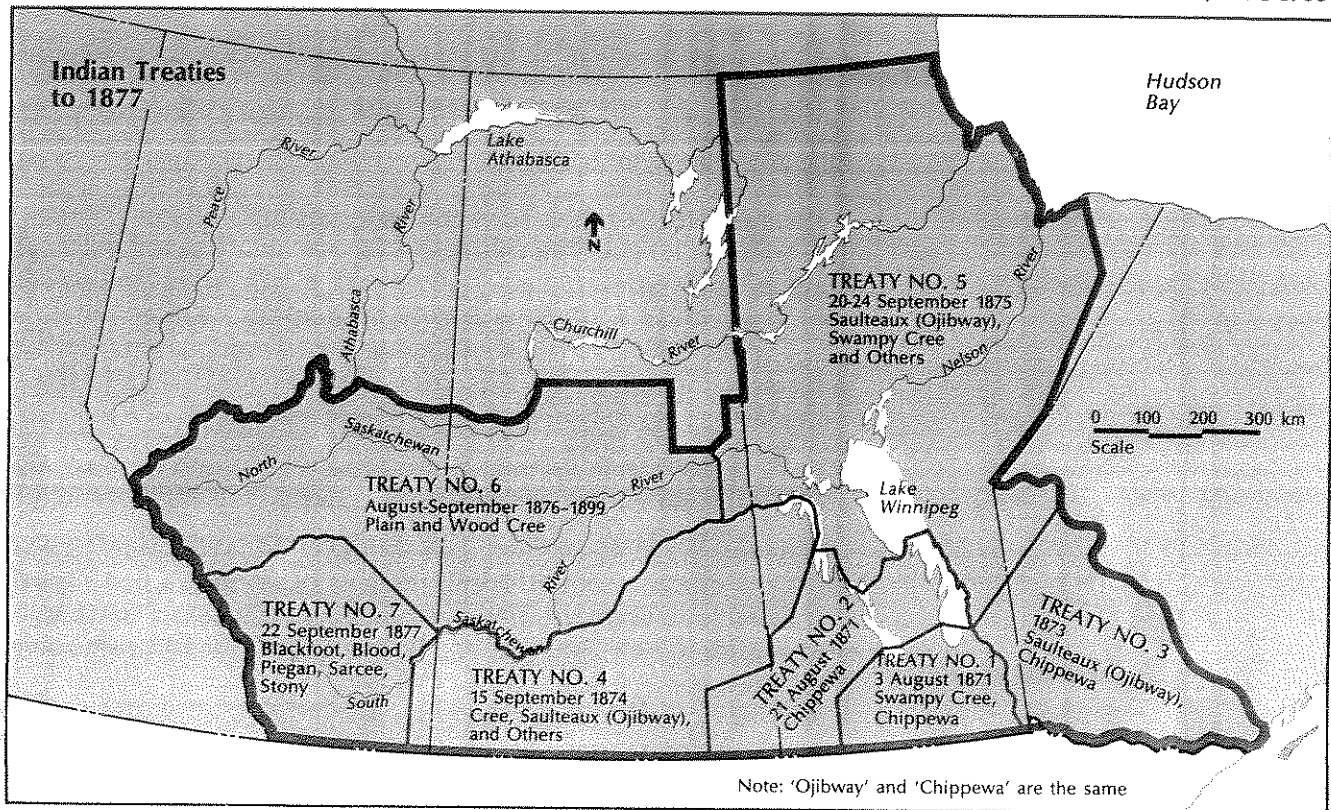 Indian Treaties
to 1877
Hudson
Bay
Lake
Athabasca
River
Peace
River
Athabasca
N
Churchill
River
TREATY NO. 5
20-24 September 1875
Saulteaux (Ojibway),
Swampy Cree
and Others
Nelson
River
0 100 200 300 km
Scale
North
Saskatchewan
River
TREATY NO. 6
August-September 1876-1899
Plain and Wood Cree
Lake
Winnipeg
River
Saskatchewan
South
TREATY NO. 7
22 September 1877
Blackfoot, Blood,
Piegan, Sarcee,
Stony
TREATY NO. 4
15 September 1874
Cree, Saulteaux (Ojibway),
and Others
TREATY NO. 2
21 August 1871
Chippewa
TREATY NO. 1
3 August 1871
Swampy Cree,
Chippewa
TREATY NO. 3
1873
Saulteaux (Ojibway),
Chippewa
Note: 'Ojibway' and 'Chippewa' are the same